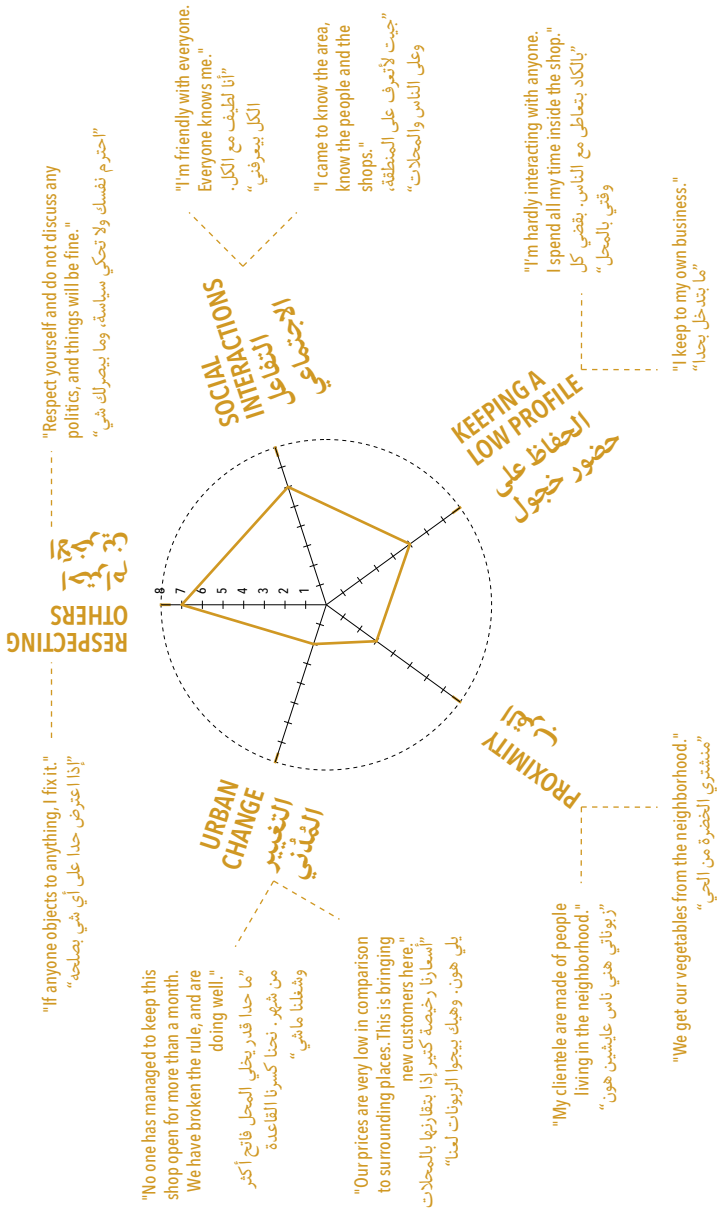 "If anyone objects to anything, I fix it."
"إذا اعترض حدا على أي شي بصلحه"
RESPECTING
OTHERS
"Respect yourself and do not discuss any
politics, and things will be fine."
"احترم نفسك ولا تحكي سياسة، وما بيصرلك شي"
"No one has managed to keep this
shop open for more than a month.
We have broken the rule, and are
doing well."
"ما حدا قدر يخلي المحل فاتح أكتر
من شهر. نحنا كسرنا القاعدة
وشغلنا ماشي"
URBAN
CHANGE
التغيير
المُدُني
"Our prices are very low in comparison
to surrounding places. This is bringing
new customers here."
"أسعارنا رخيصة كتير إذا بتقارنها بالمحلات
يلي هون. وهيك بيجوا الزبونات لعنا"
8
7
6
5
4
3
2
1
SOCIAL
INTERACTIONS
التفاعل
الاجتماعي
"I'm friendly with everyone.
Everyone knows me."
"أنا لطيف مع الكل.
الكل بيعرفني"
"I came to know the area,
know the people and the
shops."
"جيت لأتعرف على المنطقة،
وعلى الناس والمحلات"
PROXIMITY
القرب
"My clientele are made of people
living in the neighborhood."
"زبوناتي هني ناس عايشين هون"
"We get our vegetables from the neighborhood."
"منشتري الخضرة من الحي"
KEEPING A
LOW PROFILE
الحفاظ على
حضور خجول
"I'm hardly interacting with anyone.
I spend all my time inside the shop."
"بالكاد بتعاطى مع الناس. بقضي كل
وقتي بالمحل"
"I keep to my own business."
"ما بتدخل بحدا"